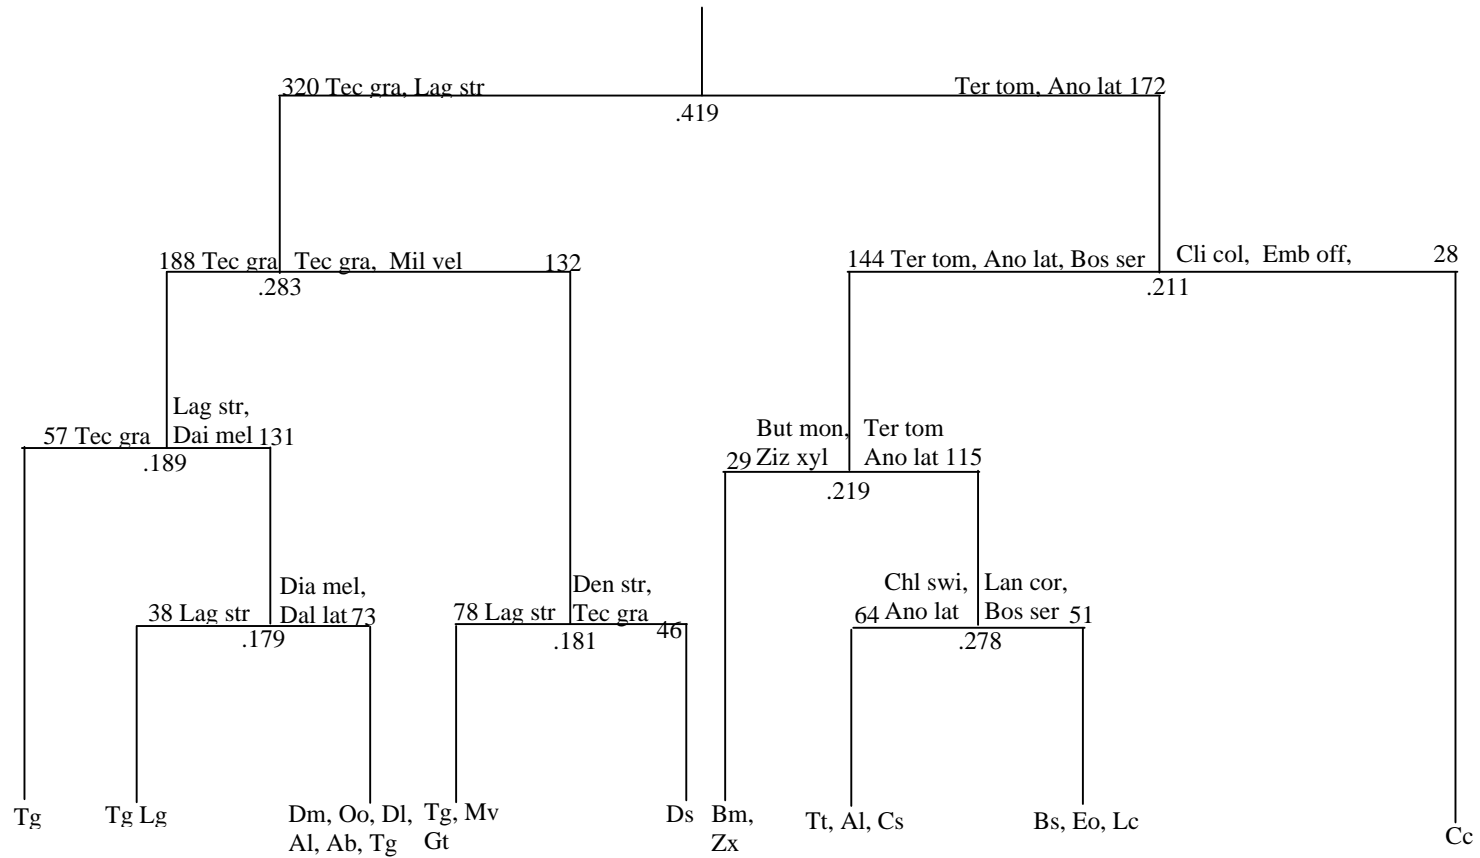 320 Tec gra, Lag str
Ter tom, Ano lat 172
.419
188 Tec gra
Tec gra, Mil vel
132
.283
144 Ter tom, Ano lat, Bos ser
Cli col, Emb off,
28
.211
57 Tec gra
Lag str,
Dai mel 131
.189
29
But mon,
Ziz xyl
Ter tom
Ano lat 115
.219
38 Lag str
Dia mel,
Dal lat 73
.179
78 Lag str
Den str,
Tec gra
46
.181
64
Chl swi,
Ano lat
Lan cor,
Bos ser 51
.278
Tg
Tg Lg
Dm, Oo, Dl,
Al, Ab, Tg
Tg, Mv
Gt
Ds
Bm,
Zx
Tt, Al, Cs
Bs, Eo, Lc
Cc